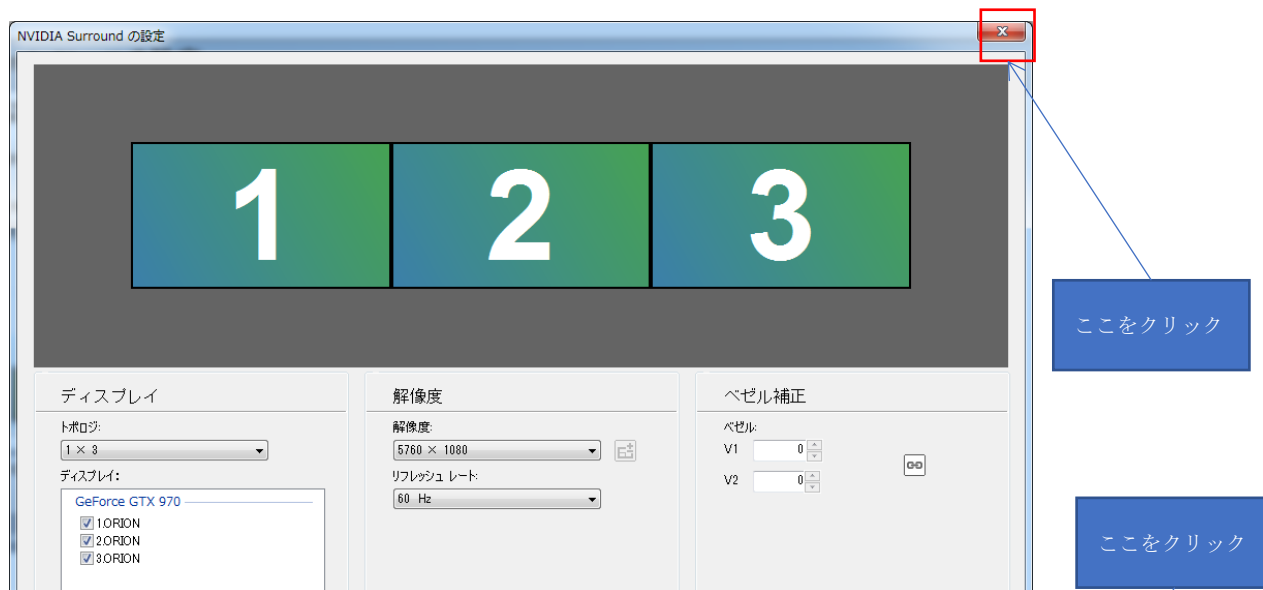 NVIDIA Surround の設定
x
1 2 3
ここをクリック
ディスプレイ
トポロジ:
1 × 3
ディスプレイ:
GeForce GTX 970
1.ORION
2.ORION
3.ORION
解像度
解像度:
5760 × 1080
リフレッシュ レート:
60 Hz
ベゼル補正
ベゼル:
V1 0
V2 0
ここをクリック